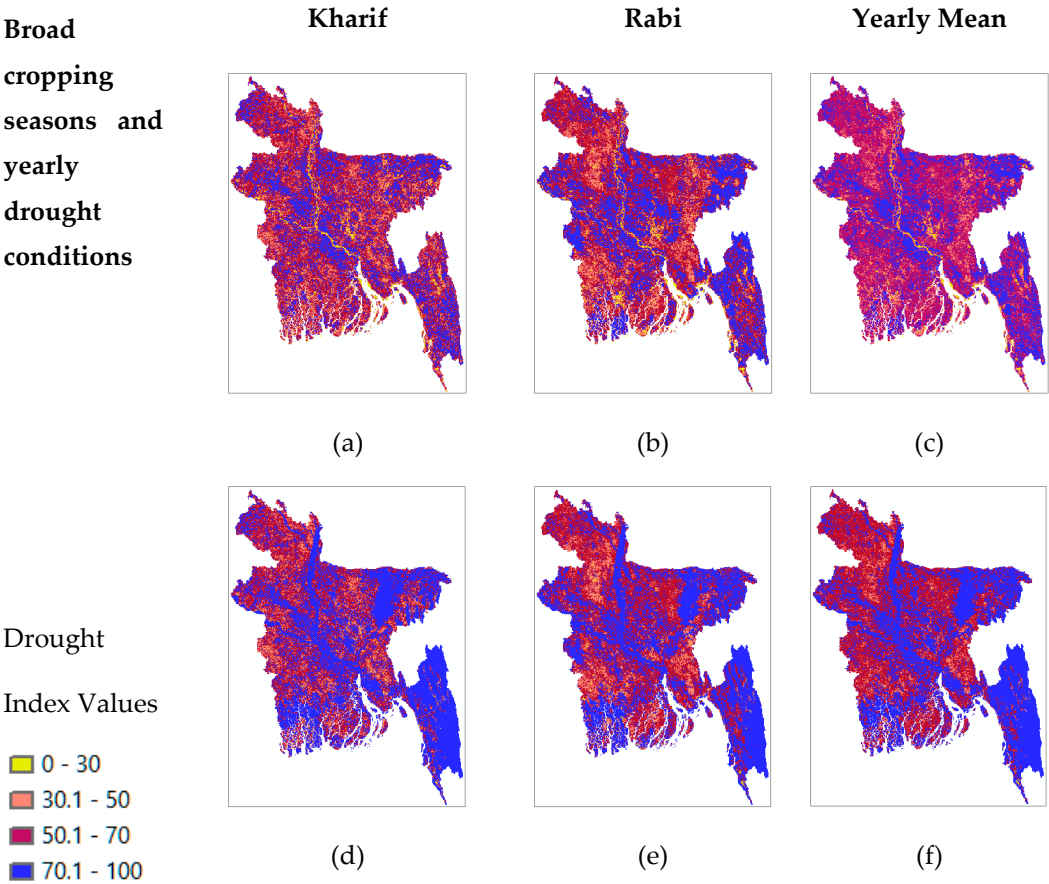 Broad
cropping
seasons and
yearly
drought
conditions
Kharif
Rabi
Yearly Mean
(a)
(b)
(c)
Drought
Index Values
0 - 30
30.1 - 50
50.1 - 70
70.1 - 100
(d)
(e)
(f)